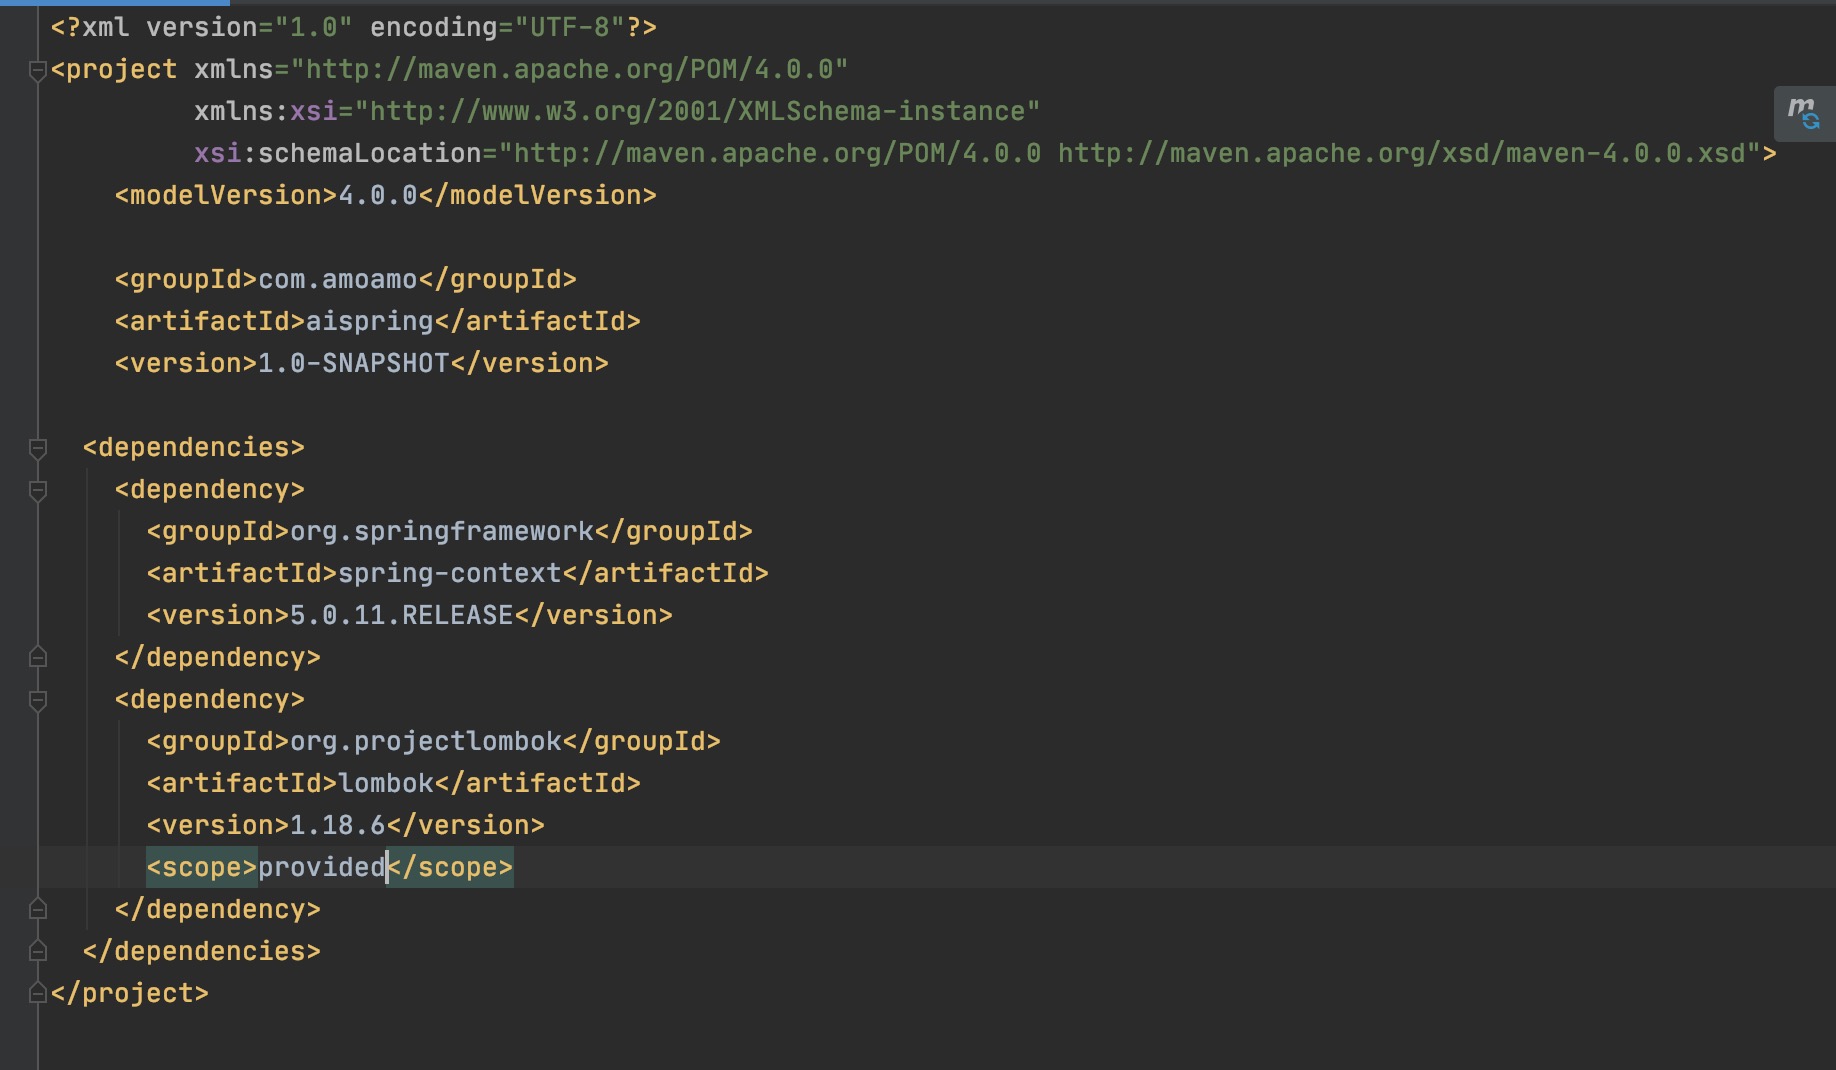 <?xml version="1.0" encoding="UTF-8"?>
<project xmlns="http://maven.apache.org/POM/4.0.0"
xmlns:xsi="http://www.w3.org/2001/XMLSchema-instance"
xsi:schemaLocation="http://maven.apache.org/POM/4.0.0 http://maven.apache.org/xsd/maven-4.0.0.xsd">
<modelVersion>4.0.0</modelVersion>
<groupId>com.amoamo</groupId>
<artifactId>aispring</artifactId>
<version>1.0-SNAPSHOT</version>
<dependencies>
<dependency>
<groupId>org.springframework</groupId>
<artifactId>spring-context</artifactId>
<version>5.0.11.RELEASE</version>
</dependency>
<dependency>
<groupId>org.projectlombok</groupId>
<artifactId>lombok</artifactId>
<version>1.18.6</version>
<scope>provided</scope>
</dependency>
</dependencies>
</project>